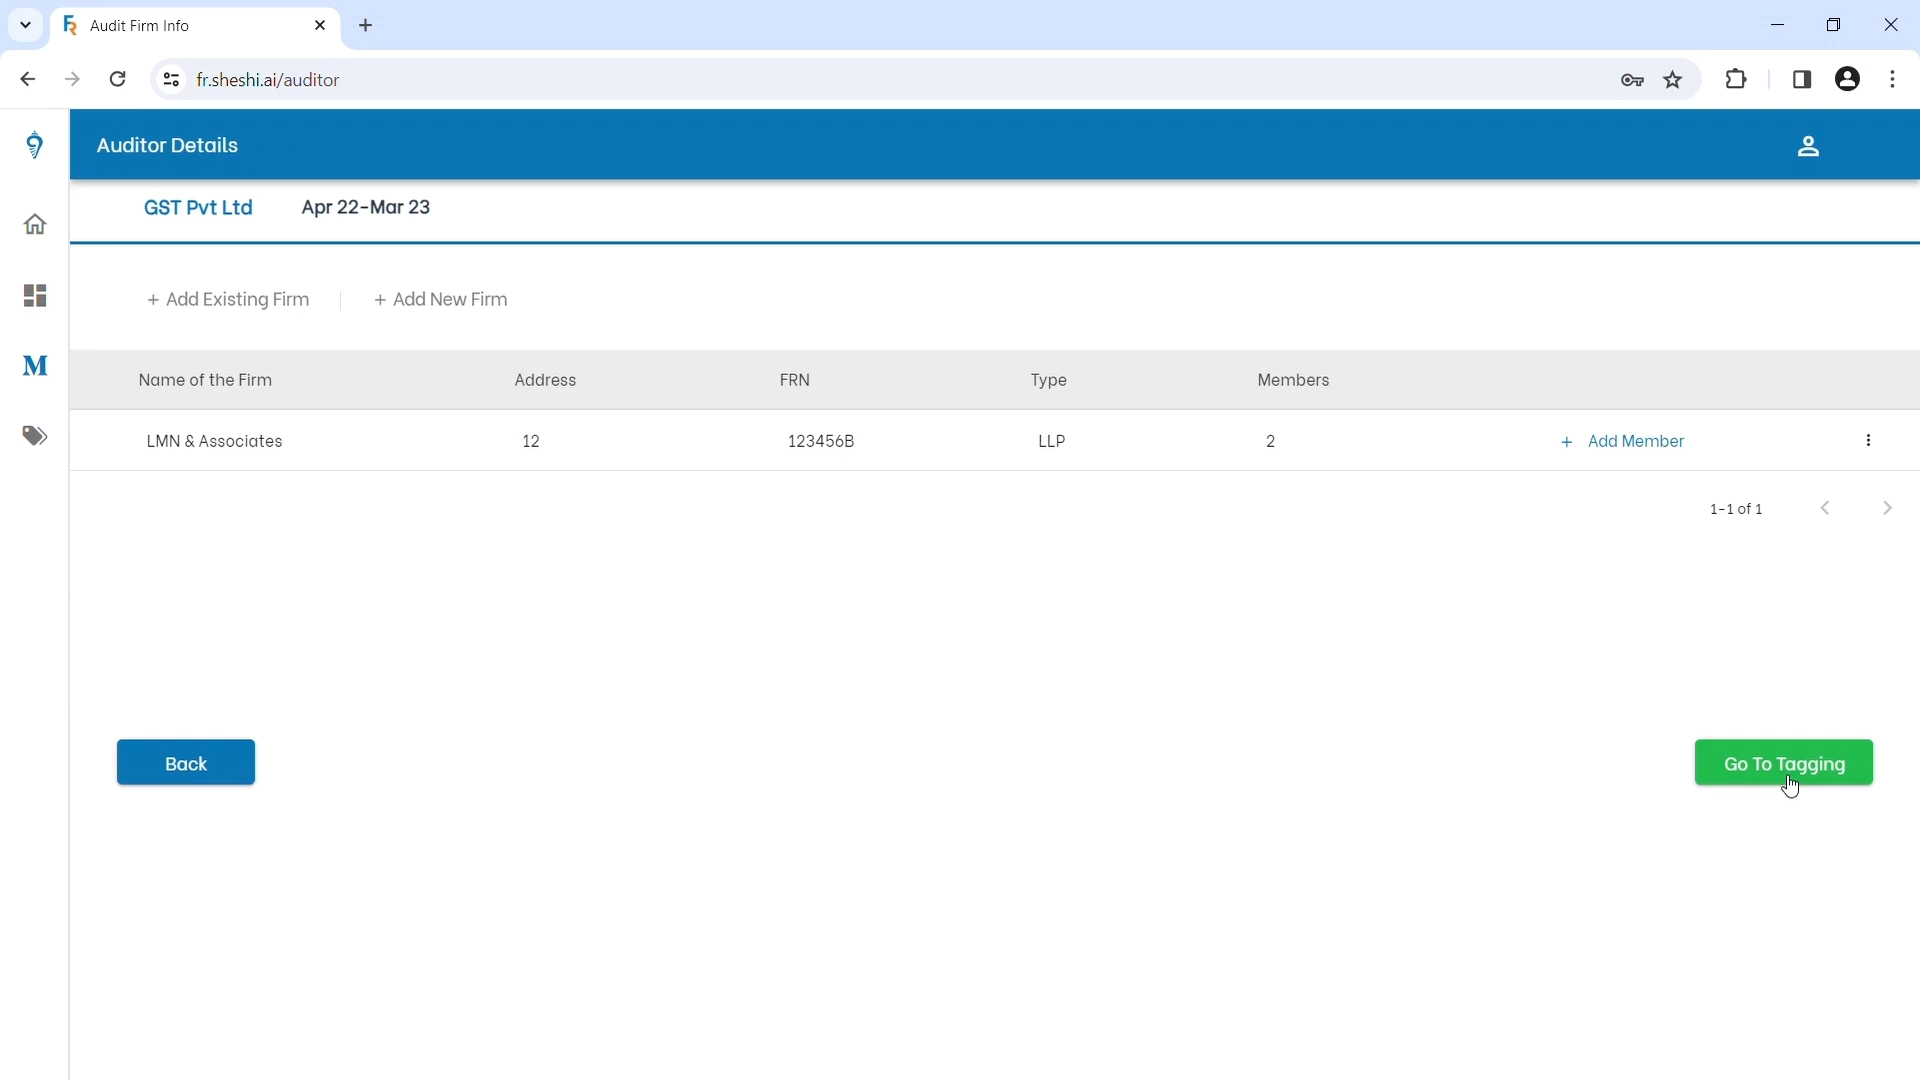 Audit Firm Info
fr.sheshi.ai/auditor
Auditor Details
GST Pvt Ltd Apr 22-Mar 23
+ Add Existing Firm + Add New Firm
Name of the Firm Address FRN Type Members
LMN & Associates 12 123456B LLP 2 + Add Member
1-1 of 1
Back Go To Tagging
M